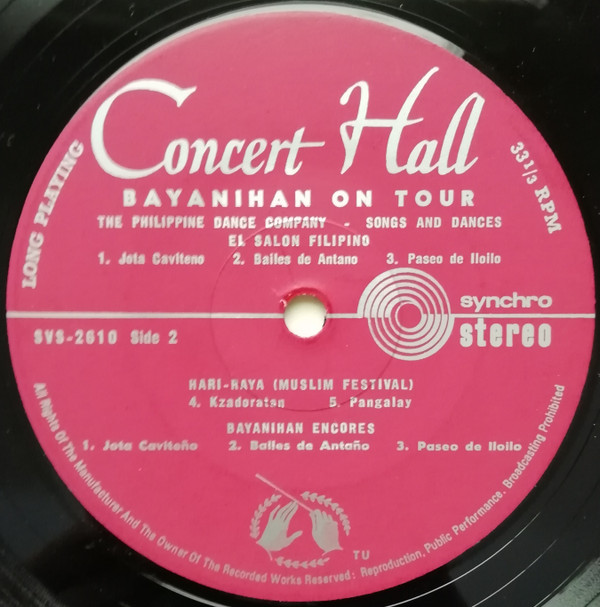 Concert Hall
LONG PLAYING
33 1/3 RPM
BAYANIHAN ON TOUR
THE PHILIPPINE DANCE COMPANY - SONGS AND DANCES
EL SALON FILIPINO
1. Jota Caviteno 2. Bailes de Antano 3. Paseo de Iloilo
synchro
stereo
SVS-2610 Side 2
HARI-RAYA (MUSLIM FESTIVAL)
4. Kzadoratan 5. Pangalay
BAYANIHAN ENCORES
1. Jota Caviteño 2. Bailes de Antaño 3. Paseo de Iloilo
TU
All Rights Of The Manufacturer And The Owner Of The Recorded Works Reserved: Reproduction, Public Performance, Broadcasting Prohibited